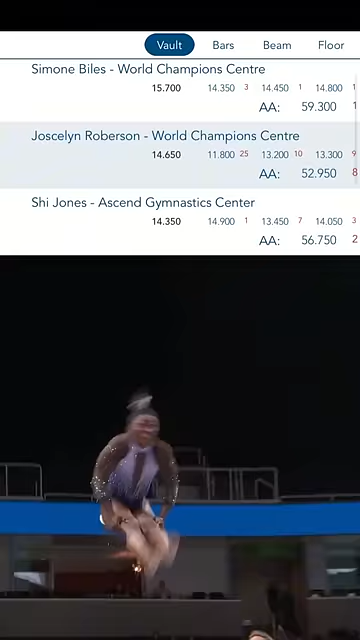 Vault Bars Beam Floor
Simone Biles - World Champions Centre
15.700 14.350 3 14.450 1 14.800 1
AA: 59.300 1
Joscelyn Roberson - World Champions Centre
14.650 11.800 25 13.200 10 13.300 9
AA: 52.950 8
Shi Jones - Ascend Gymnastics Center
14.350 14.900 1 13.450 7 14.050 3
AA: 56.750 2